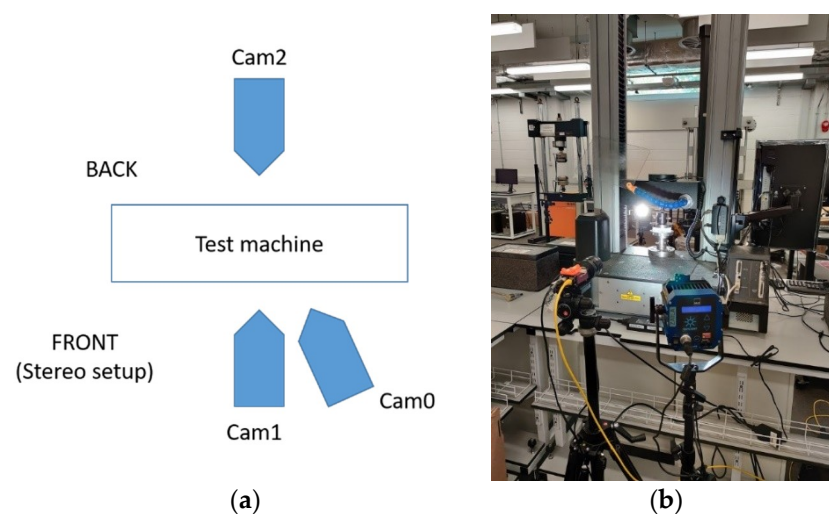 Cam2
BACK
Test machine
FRONT
(Stereo setup)
Cam0
Cam1
(a)
(b)